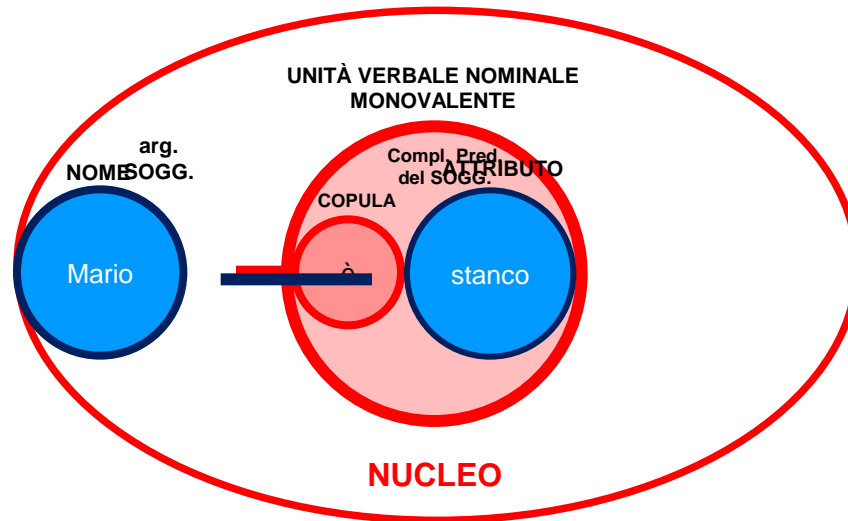 UNITÀ VERBALE NOMINALE
MONOVALENTE
arg.
SOGG.
NOME
Compl. Pred.
del SOGG.
ATTRIBUTO
COPULA
Mario
È
stanco
NUCLEO